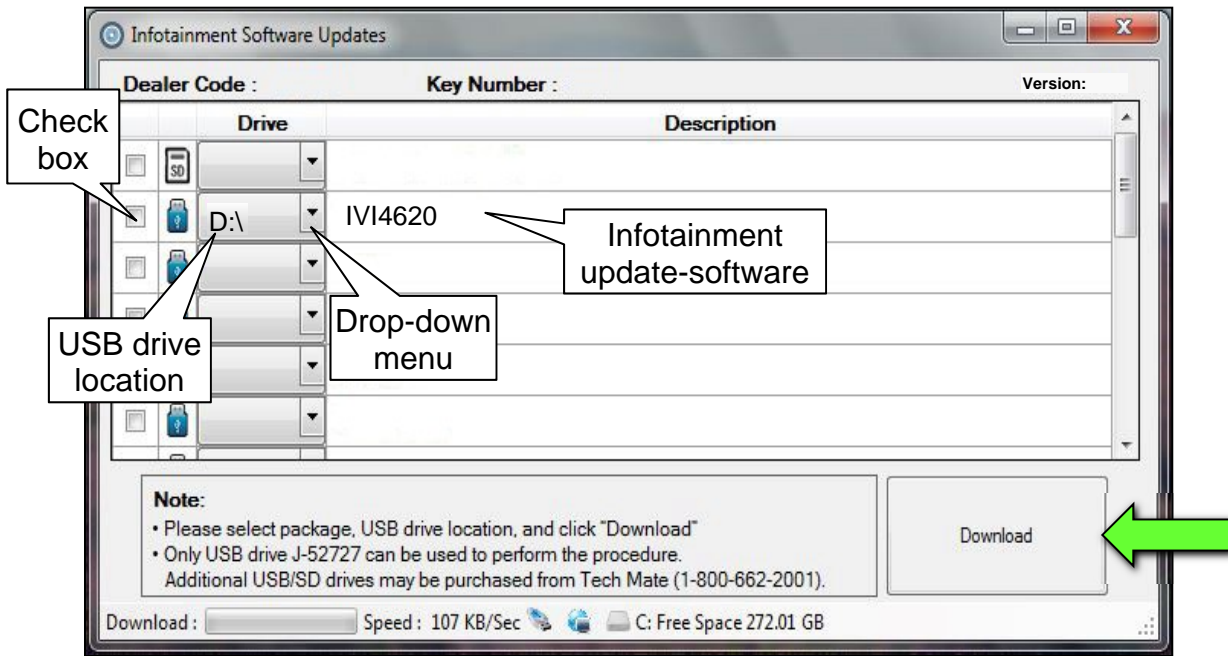 Infotainment Software Updates
Dealer Code :
Key Number :
Version:
Drive
Description
Check
box
SD
D:\
IVI4620
Infotainment
update-software
Drop-down
menu
USB drive
location
Note:
• Please select package, USB drive location, and click "Download"
• Only USB drive J-52727 can be used to perform the procedure.
Additional USB/SD drives may be purchased from Tech Mate (1-800-662-2001).
Download
Download :
Speed : 107 KB/Sec
C: Free Space 272.01 GB